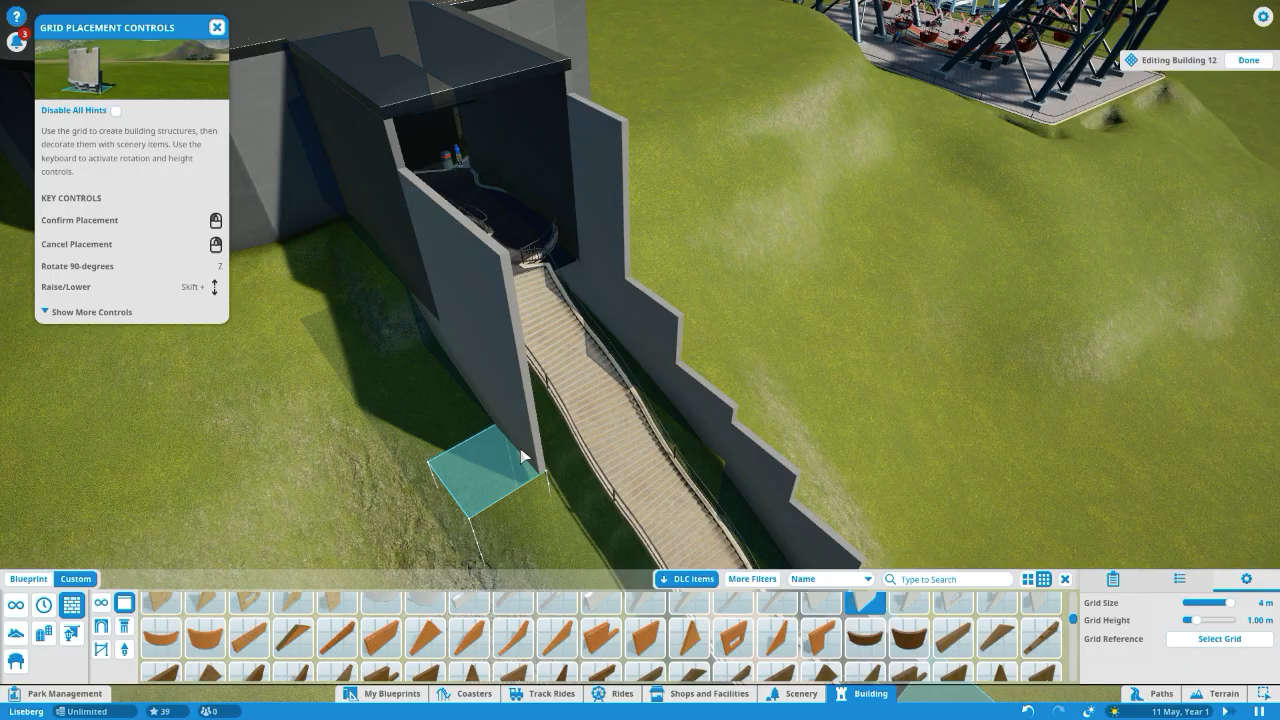 ?
GRID PLACEMENT CONTROLS
3
Disable All Hints
Use the grid to create building structures, then
decorate them with scenery items. Use the
keyboard to activate rotation and height
controls.
KEY CONTROLS
Confirm Placement
Cancel Placement
Rotate 90-degrees Z
Raise/Lower Skift +
Show More Controls
Editing Building 12 Done
Blueprint Custom DLC items More Filters Name Type to Search
Grid Size 4 m
Grid Height 1.00 m
Grid Reference Select Grid
Park Management My Blueprints Coasters Track Rides Rides Shops and Facilities Scenery Building Paths Terrain
Liseberg Unlimited 39 0 11 May, Year 1